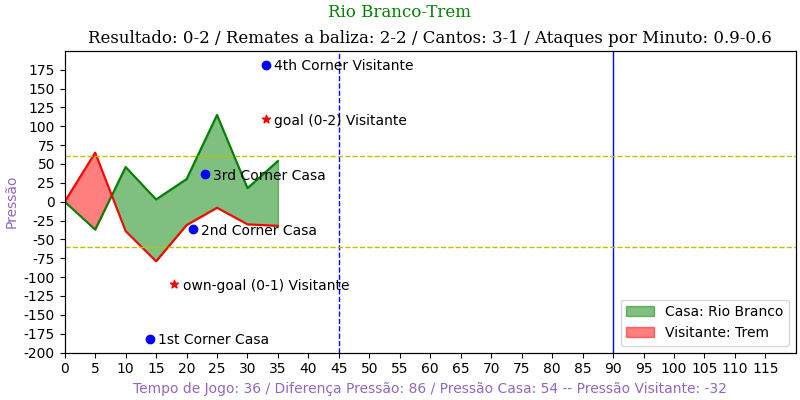 Rio Branco-Trem
Resultado: 0-2 / Remates a baliza: 2-2 / Cantos: 3-1 / Ataques por Minuto: 0.9-0.6
Pressão
175
150
125
100
75
50
25
0
-25
-50
-75
-100
-125
-150
-175
-200
4th Corner Visitante
goal (0-2) Visitante
3rd Corner Casa
2nd Corner Casa
own-goal (0-1) Visitante
1st Corner Casa
Casa: Rio Branco
Visitante: Trem
0 5 10 15 20 25 30 35 40 45 50 55 60 65 70 75 80 85 90 95 100 105 110 115
Tempo de Jogo: 36 / Diferença Pressão: 86 / Pressão Casa: 54 -- Pressão Visitante: -32